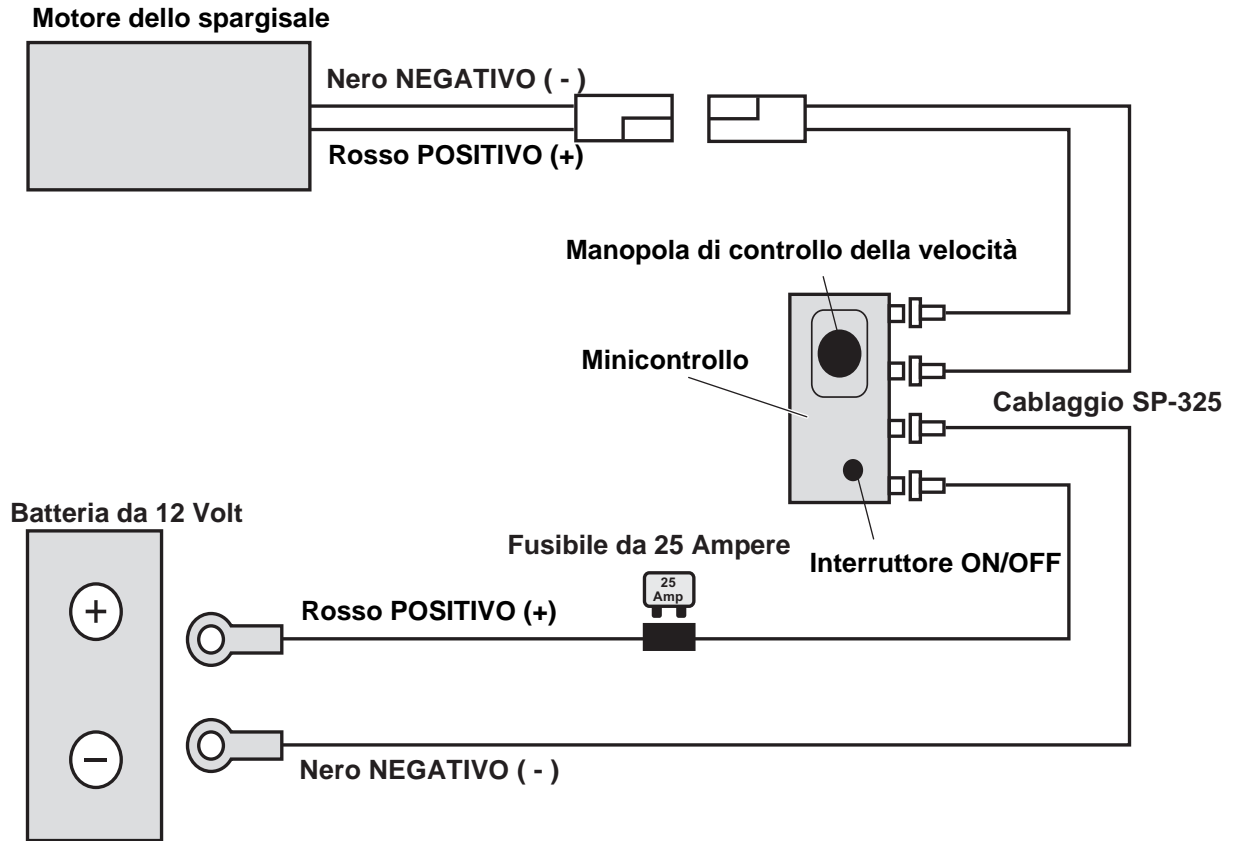 Motore dello spargisale
Nero NEGATIVO ( - )
Rosso POSITIVO (+)
Manopola di controllo della velocità
Minicontrollo
Cablaggio SP-325
Batteria da 12 Volt
Fusibile da 25 Ampere
Interruttore ON/OFF
25
Amp
Rosso POSITIVO (+)
+
−
Nero NEGATIVO ( - )